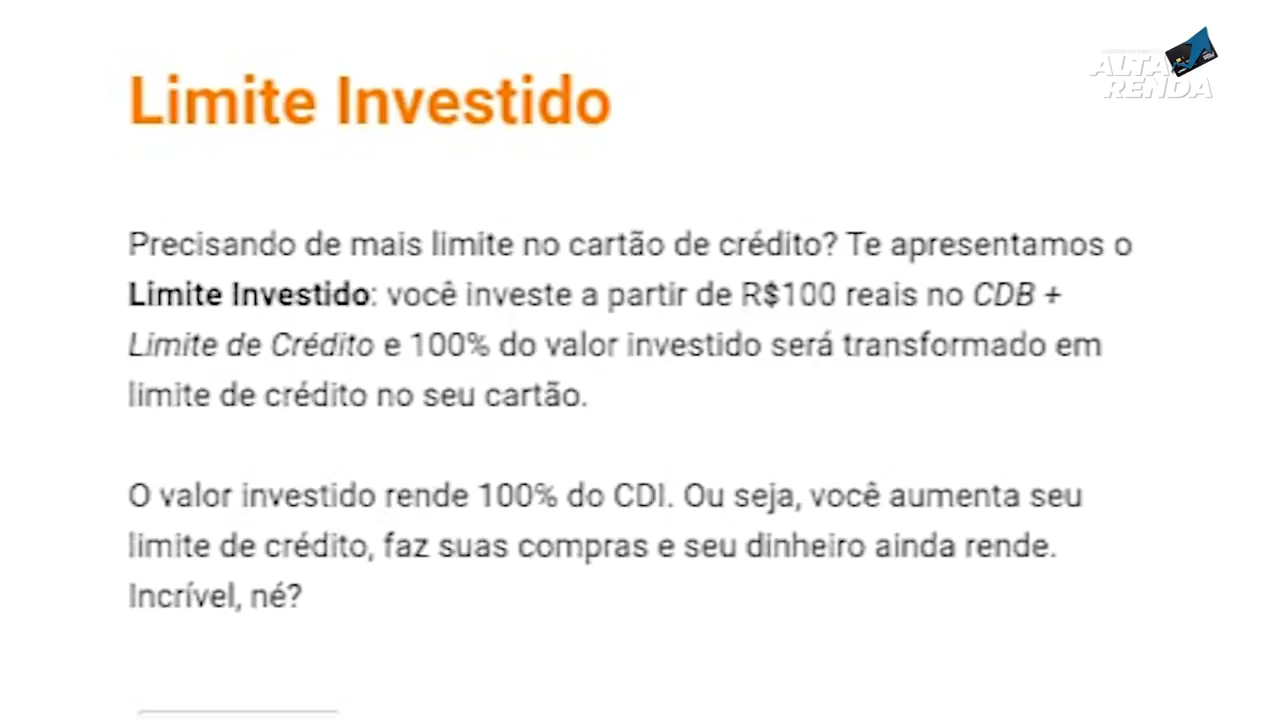 ALTA
RENDA
Limite Investido
Precisando de mais limite no cartão de crédito? Te apresentamos o
Limite Investido: você investe a partir de R$100 reais no CDB +
Limite de Crédito e 100% do valor investido será transformado em
limite de crédito no seu cartão.
O valor investido rende 100% do CDI. Ou seja, você aumenta seu
limite de crédito, faz suas compras e seu dinheiro ainda rende.
Incrível, né?